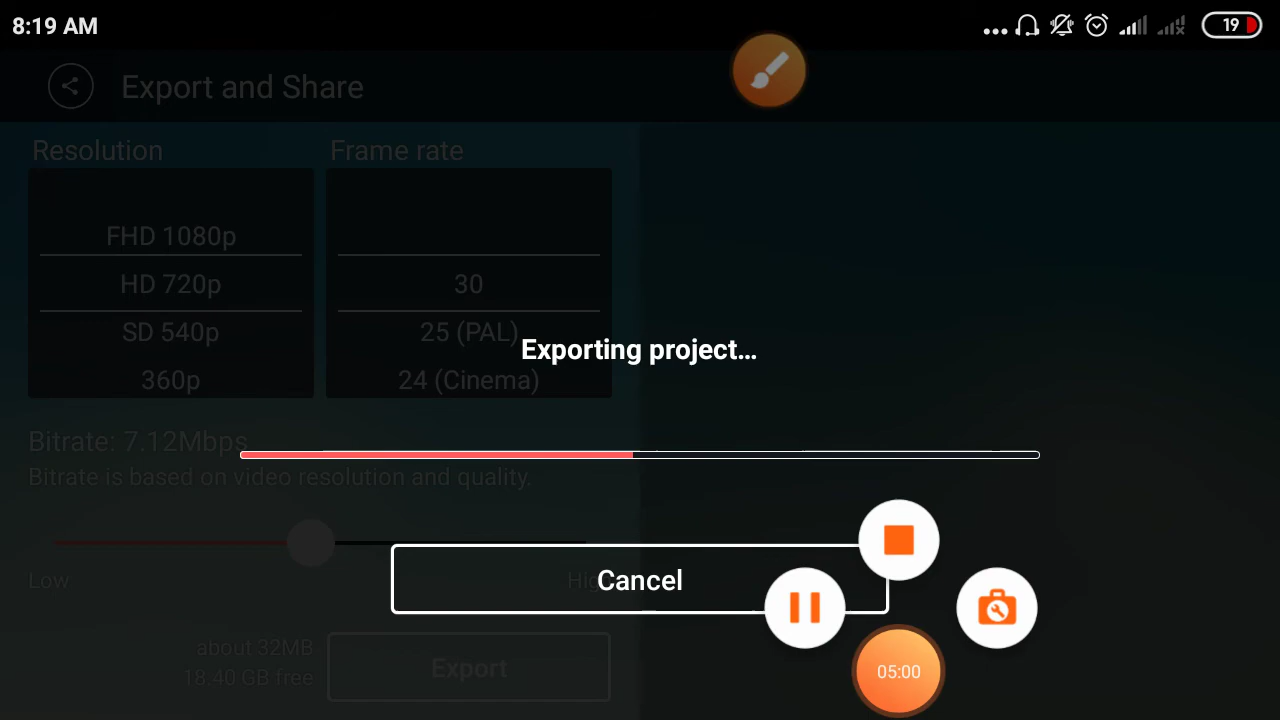 8:19 AM
19
Export and Share
Resolution
Frame rate
FHD 1080p
HD 720p
SD 540p
360p
30
25 (PAL)
24 (Cinema)
Exporting project...
Bitrate: 7.12Mbps
Bitrate is based on video resolution and quality.
Low
Hig
Cancel
about 32MB
18.40 GB free
Export
05:00